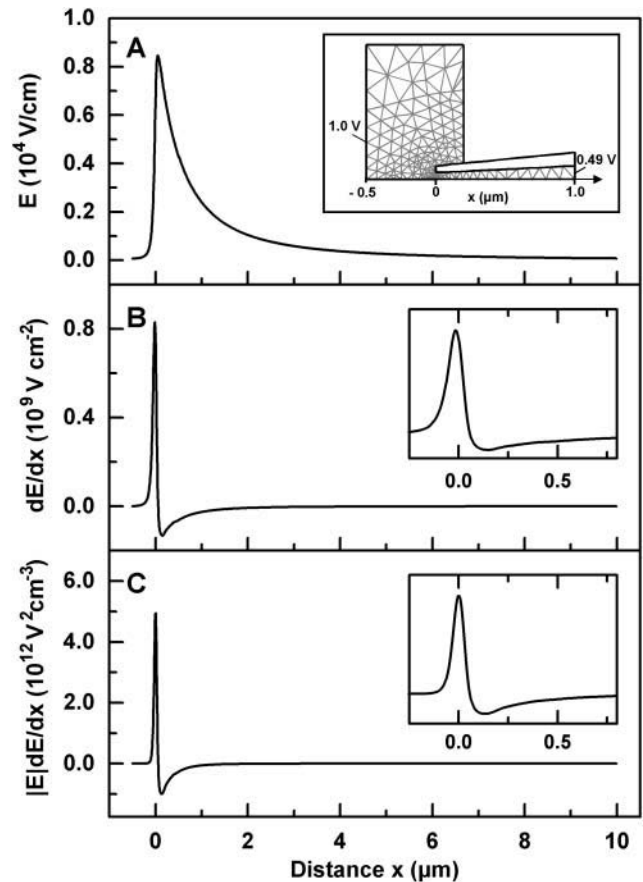 A
E (10⁴ V/cm)
1.0
0.8
0.6
0.4
0.2
0.0
1.0 V
0.49 V
- 0.5
0
1.0
x (µm)
B
dE/dx (10⁹ V cm⁻²)
0.8
0.4
0.0
0.0
0.5
C
|E|dE/dx (10¹² V² cm⁻³)
6.0
4.0
2.0
0.0
0.0
0.5
0
2
4
6
8
10
Distance x (µm)